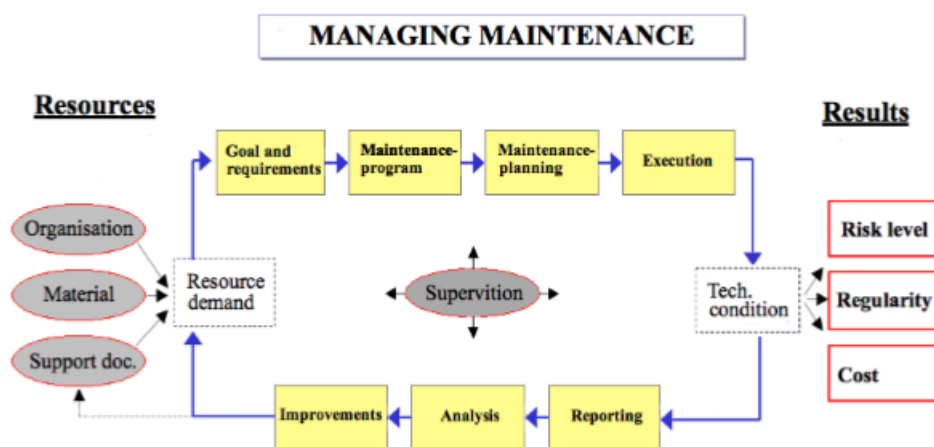 MANAGING MAINTENANCE
Resources
Results
Goal and
requirements
Maintenance-
program
Maintenance-
planning
Execution
Organisation
Material
Support doc.
Resource
demand
Supervition
Tech.
condition
Risk level
Regularity
Cost
Improvements
Analysis
Reporting